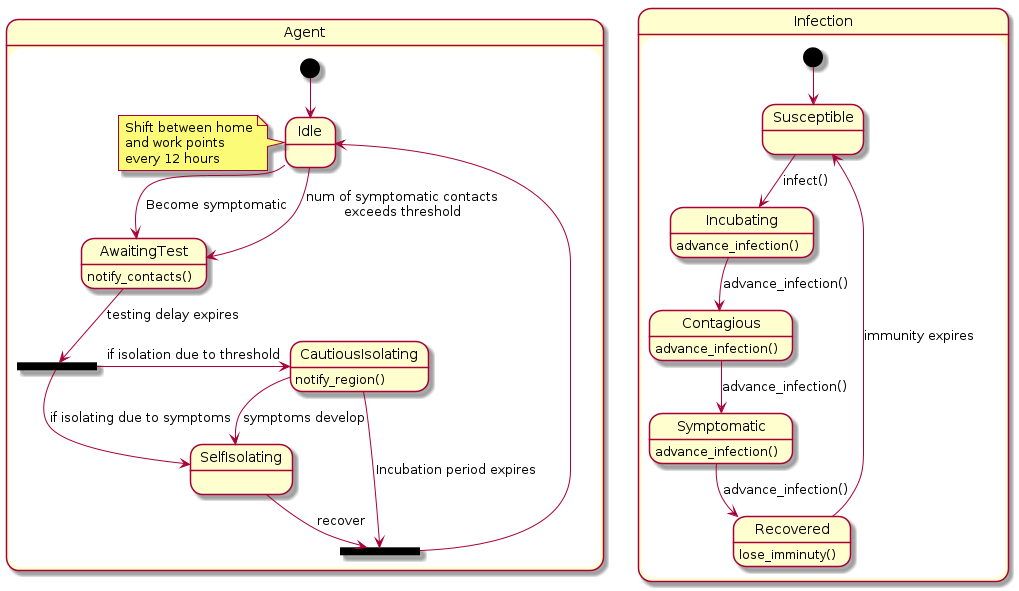 Agent
Idle
Shift between home
and work points
every 12 hours
Become symptomatic
num of symptomatic contacts
exceeds threshold
AwaitingTest
notify_contacts()
testing delay expires
if isolation due to threshold
CautiousIsolating
notify_region()
if isolating due to symptoms
symptoms develop
SelfIsolating
Incubation period expires
recover
Infection
Susceptible
infect()
Incubating
advance_infection()
advance_infection()
Contagious
advance_infection()
advance_infection()
Symptomatic
advance_infection()
advance_infection()
Recovered
lose_imminuty()
immunity expires